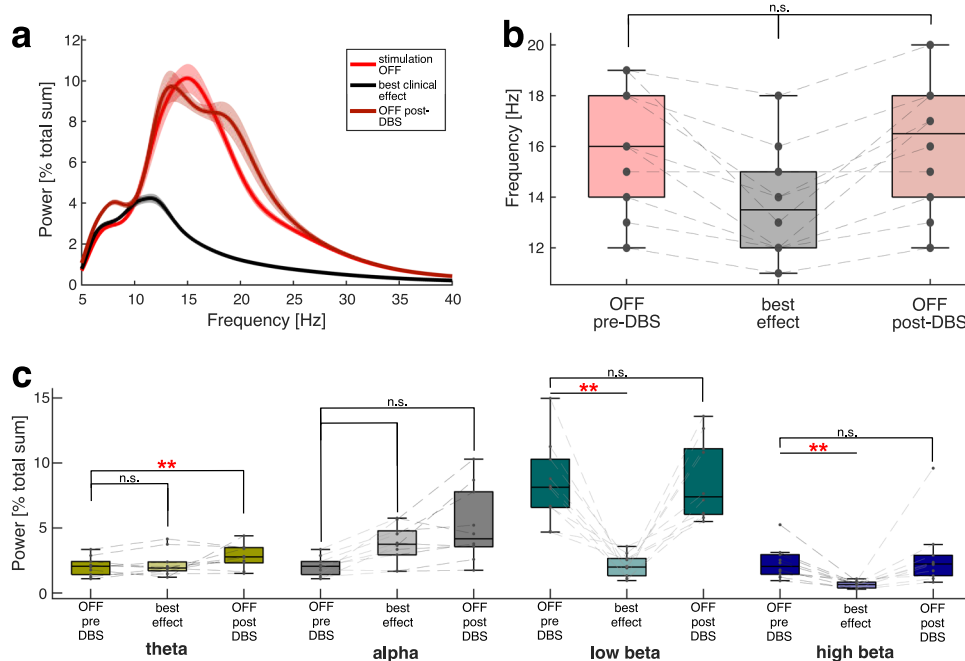 a
Power [% total sum]
12
10
8
6
4
2
0
5
10
15
20
25
30
35
40
Frequency [Hz]
stimulation
OFF
best clinical
effect
OFF post-
DBS
b
n.s.
Frequency [Hz]
20
18
16
14
12
OFF
pre-DBS
best
effect
OFF
post-DBS
c
Power [% total sum]
15
10
5
0
n.s.
**
n.s.
n.s.
**
n.s.
**
OFF
pre
DBS
best
effect
OFF
post
DBS
theta
OFF
pre
DBS
best
effect
OFF
post
DBS
alpha
OFF
pre
DBS
best
effect
OFF
post
DBS
low beta
OFF
pre
DBS
best
effect
OFF
post
DBS
high beta